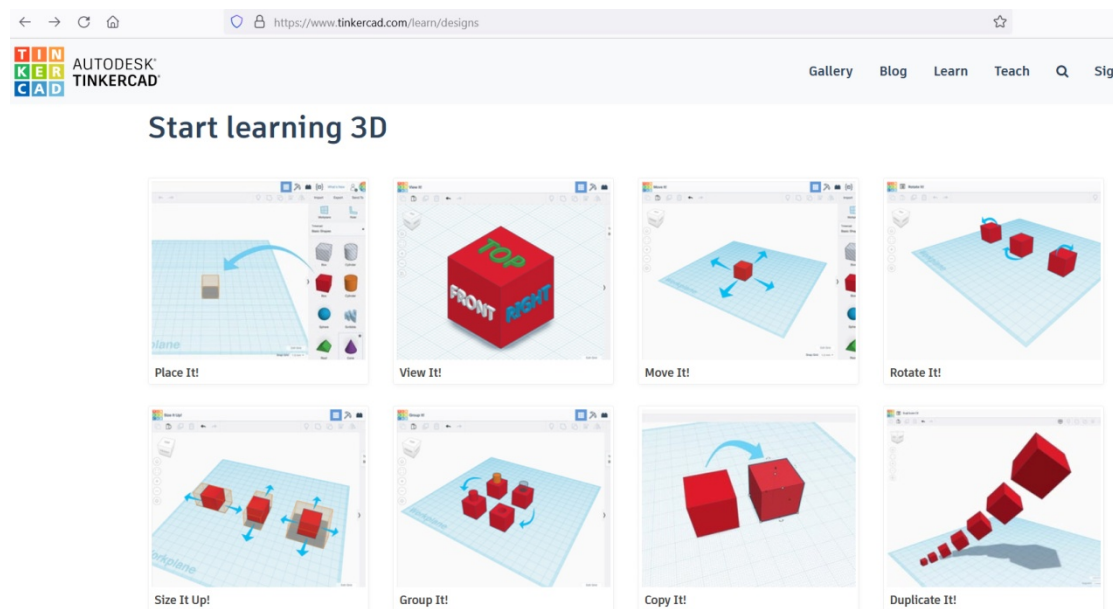 https://www.tinkercad.com/learn/designs
TIN
KER
CAD
AUTODESK®
TINKERCAD®
Gallery Blog Learn Teach Sig
Start learning 3D
TOP
FRONT
RIGHT
Place It!
View It!
Move It!
Rotate It!
Size It Up!
Group It!
Copy It!
Duplicate It!